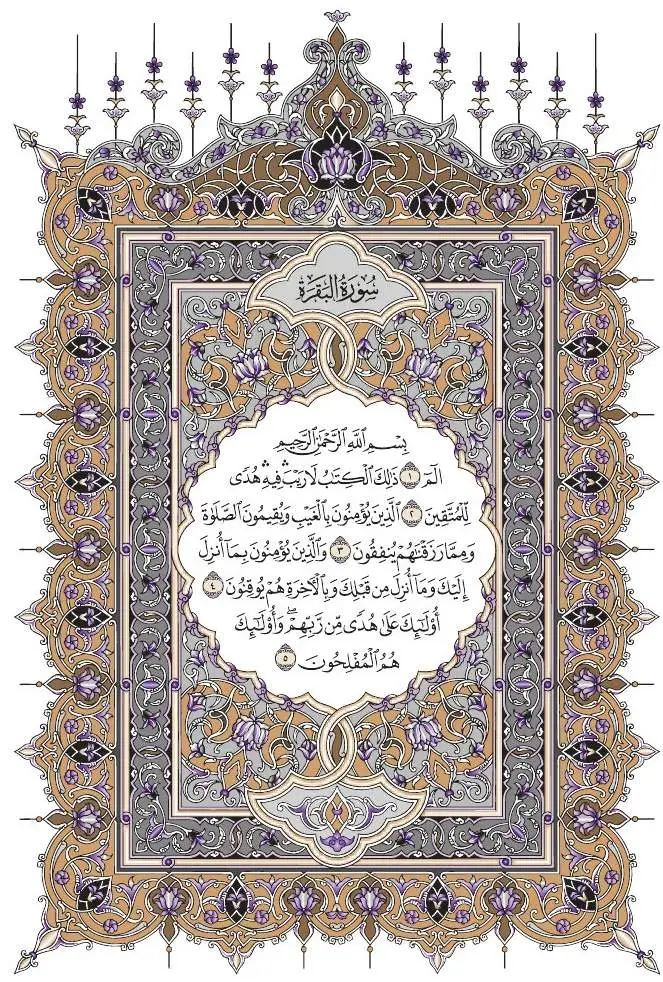 سُورَةُ البَقَرَةِ
بِسْمِ ٱللَّهِ ٱلرَّحْمَٰنِ ٱلرَّحِيمِ
الٓمٓ ١ ذَٰلِكَ ٱلْكِتَٰبُ لَا رَيْبَ ۛ فِيهِ ۛ هُدًى
لِّلْمُتَّقِينَ ٢ ٱلَّذِينَ يُؤْمِنُونَ بِٱلْغَيْبِ وَيُقِيمُونَ ٱلصَّلَوٰةَ
وَمِمَّا رَزَقْنَٰهُمْ يُنفِقُونَ ٣ وَٱلَّذِينَ يُؤْمِنُونَ بِمَآ أُنزِلَ
إِلَيْكَ وَمَآ أُنزِلَ مِن قَبْلِكَ وَبِٱلْءَاخِرَةِ هُمْ يُوقِنُونَ ٤
أُو۟لَٰٓئِكَ عَلَىٰ هُدًى مِّن رَّبِّهِمْ ۖ وَأُو۟لَٰٓئِكَ
هُمُ ٱلْمُفْلِحُونَ ٥